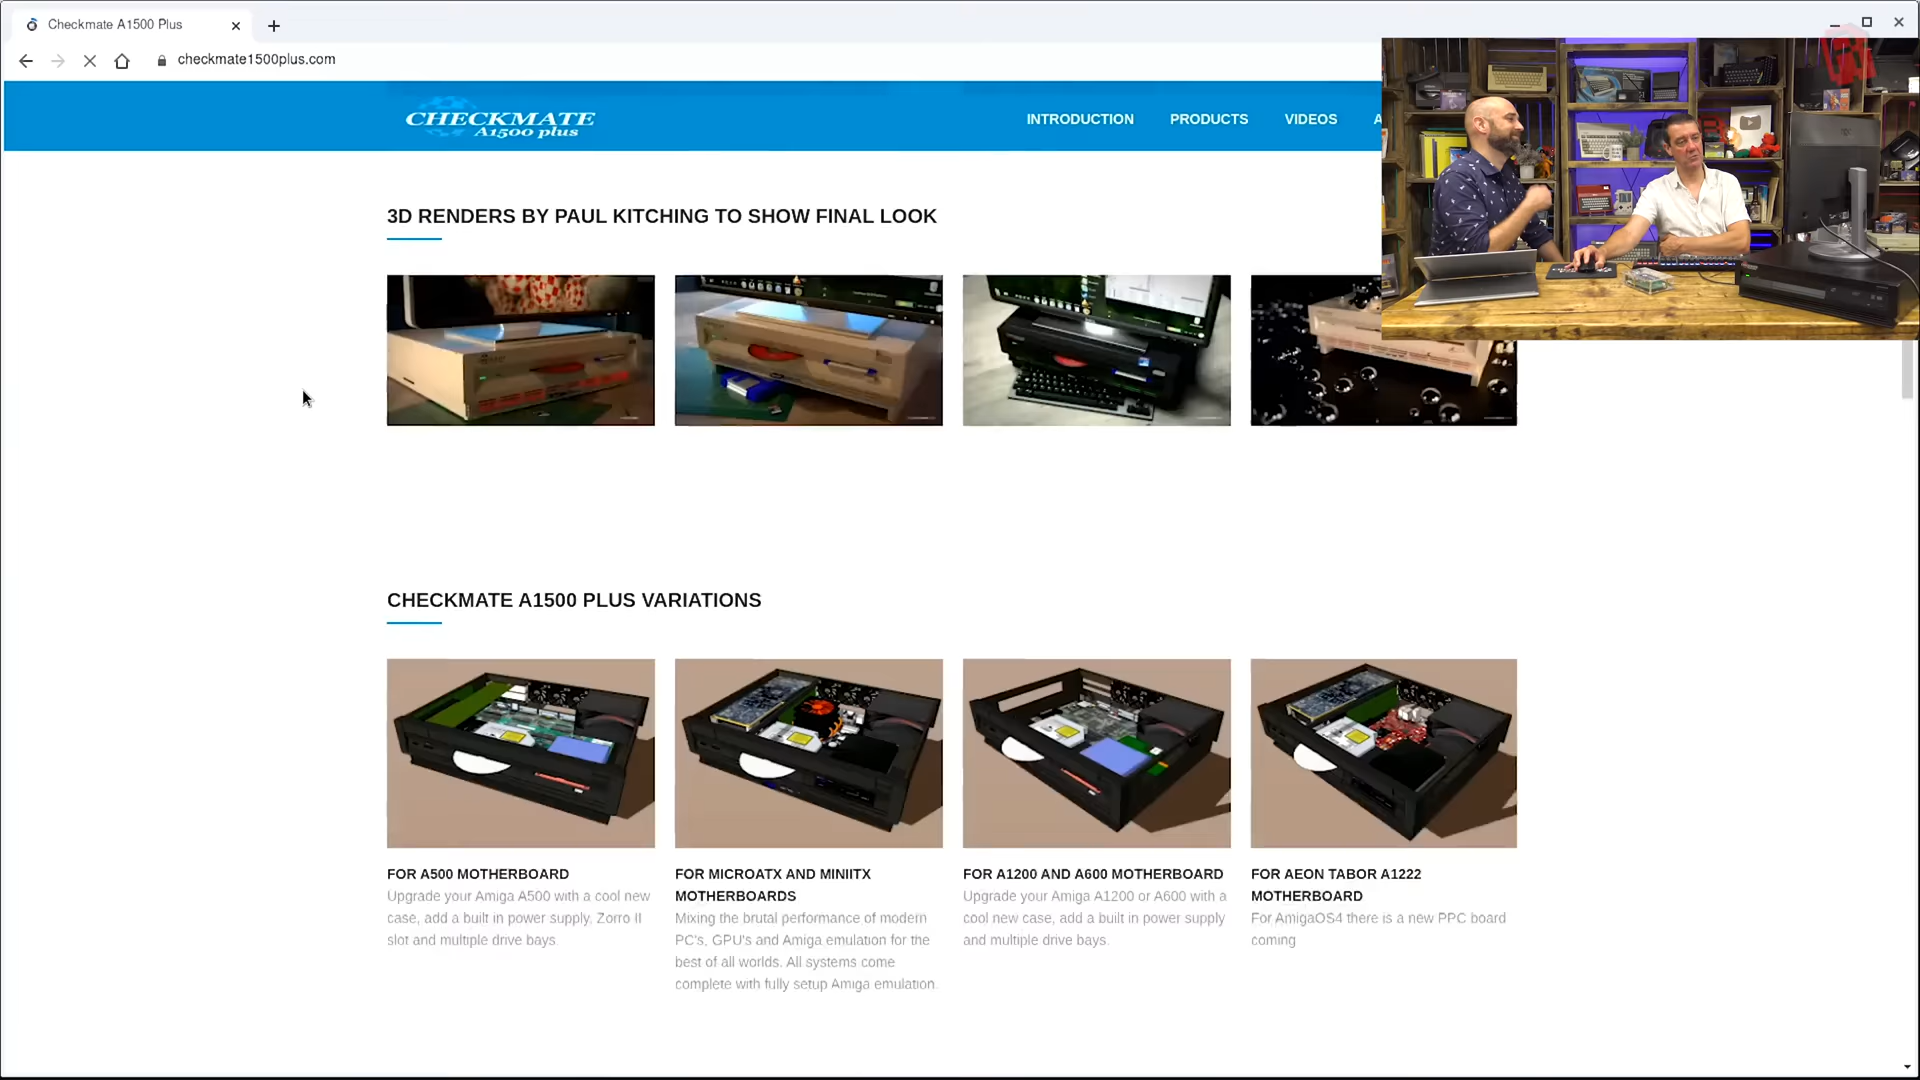 Checkmate A1500 Plus
checkmate1500plus.com
CHECKMATE
A1500 plus
INTRODUCTION
PRODUCTS
VIDEOS
3D RENDERS BY PAUL KITCHING TO SHOW FINAL LOOK
CHECKMATE A1500 PLUS VARIATIONS
FOR A500 MOTHERBOARD
Upgrade your Amiga A500 with a cool new
case, add a built in power supply, Zorro II
slot and multiple drive bays
FOR MICROATX AND MINIITX
MOTHERBOARDS
Mixing the brutal performance of modern
PC's, GPU's and Amiga emulation for the
best of all worlds. All systems come
complete with fully setup Amiga emulation.
FOR A1200 AND A600 MOTHERBOARD
Upgrade your Amiga A1200 or A600 with a
cool new case, add a built in power supply
and multiple drive bays.
FOR AEON TABOR A1222
MOTHERBOARD
For AmigaOS4 there is a new PPC board
coming